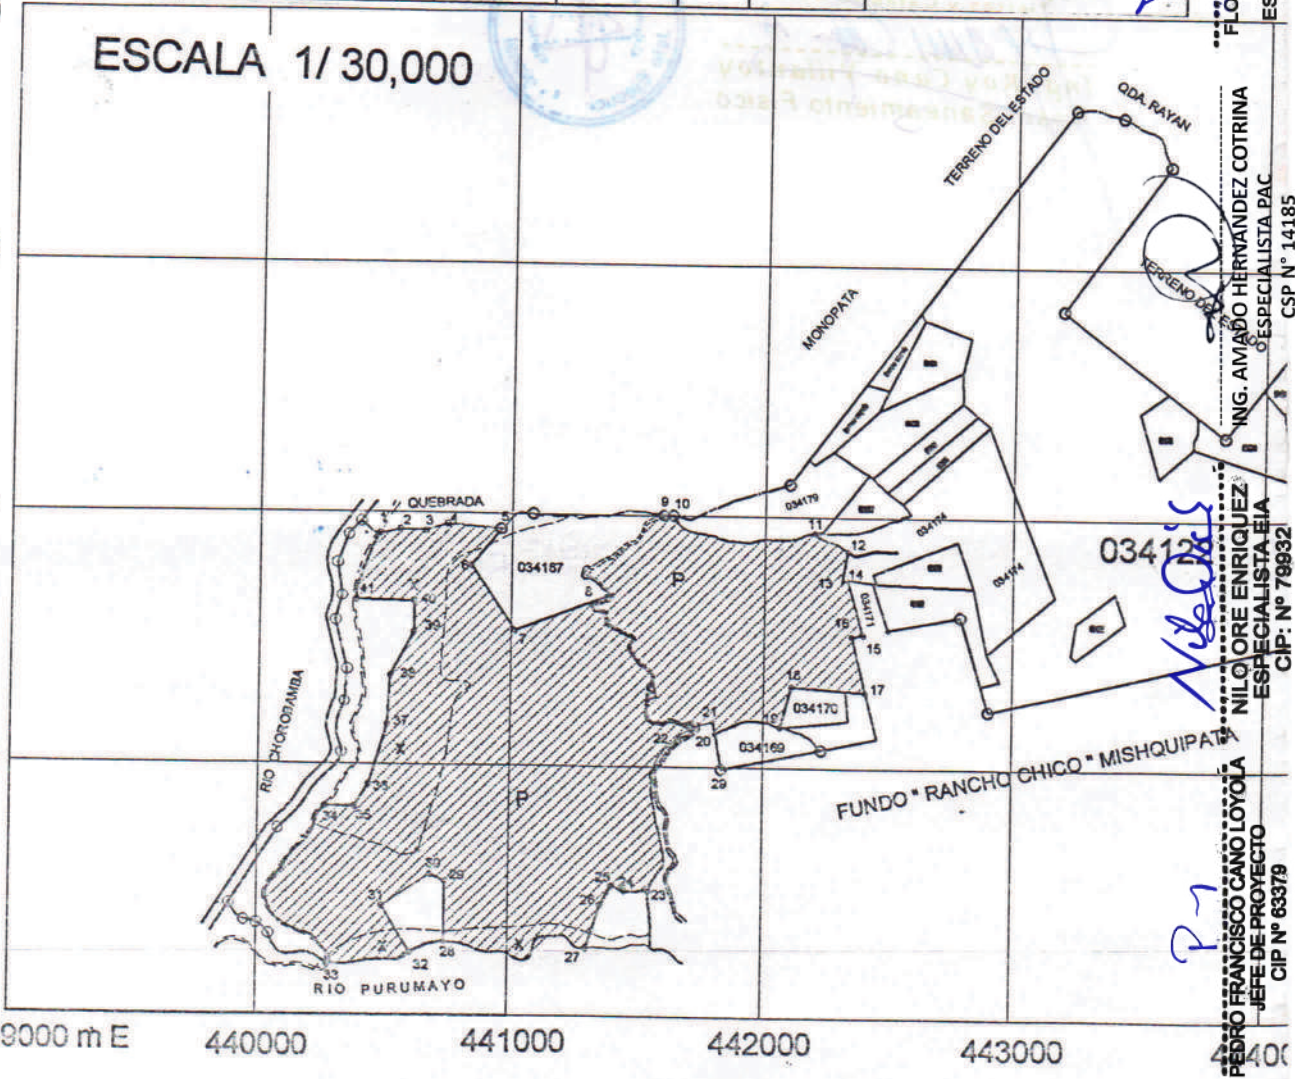 ESCALA 1/ 30,000
TERRENO DEL ESTADO
QDA. RAYAN
MONOPATA
TERRENO DEL ESTADO
QUEBRADA
1
2
3
4
5
9
10
034179
11
12
034174
034174
13
14
034171
15
16
17
18
034170
19
034169
20
21
22
29
034187
6
7
8
P
P
41
40
39
38
37
X
36
35
34
RIO CHOROBAMBA
30
29
31
25
24
23
26
27
X
28
32
33
RIO PURUMAYO
FUNDO " RANCHO CHICO " MISHQUIPATA
9000 m E
440000
441000
442000
443000
FLO
ES
ING. AMADO HERNANDEZ COTRINA
ESPECIALISTA PAC
CSP N° 14185
NILO ORE ENRIQUEZ
ESPECIALISTA EIA
CIP: N° 79932
PEDRO FRANCISCO CANO LOYOLA
JEFE DE PROYECTO
CIP N° 63379